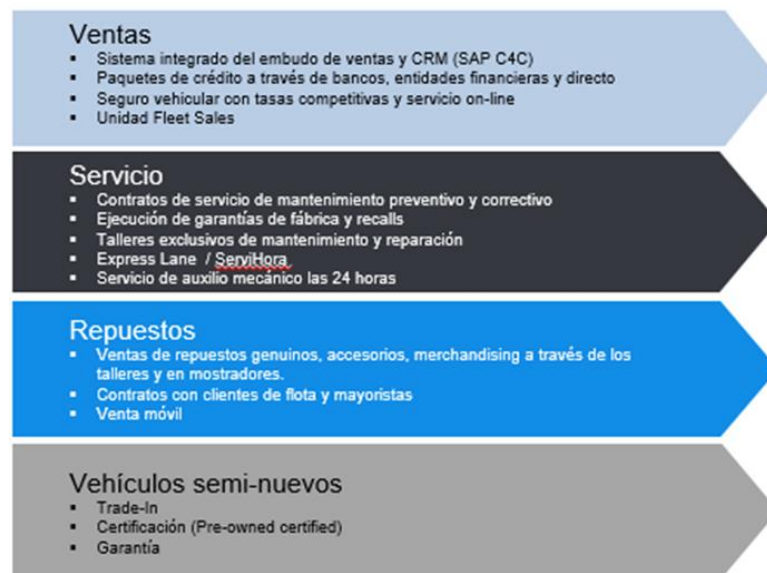 Ventas
▪ Sistema integrado del embudo de ventas y CRM (SAP C4C)
▪ Paquetes de crédito a través de bancos, entidades financieras y directo
▪ Seguro vehicular con tasas competitivas y servicio on-line
▪ Unidad Fleet Sales
Servicio
▪ Contratos de servicio de mantenimiento preventivo y correctivo
▪ Ejecución de garantías de fábrica y recalls
▪ Talleres exclusivos de mantenimiento y reparación
▪ Express Lane / ServiHora
▪ Servicio de auxilio mecánico las 24 horas
Repuestos
▪ Ventas de repuestos genuinos, accesorios, merchandising a través de los
talleres y en mostradores.
▪ Contratos con clientes de flota y mayoristas
▪ Venta móvil
Vehículos semi-nuevos
▪ Trade-In
▪ Certificación (Pre-owned certified)
▪ Garantía